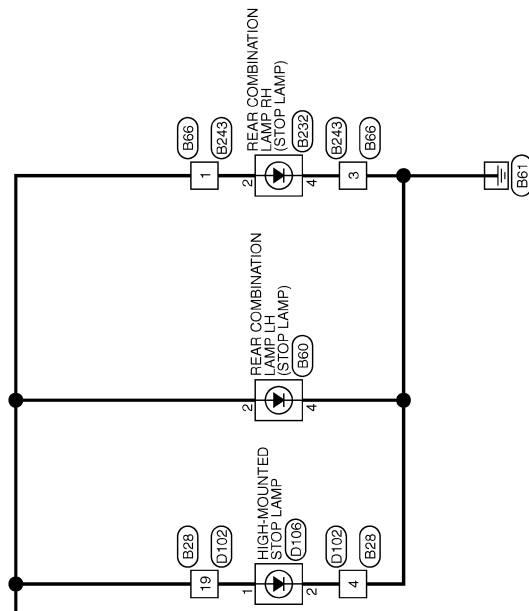 B66
B243
1
2
REAR COMBINATION
LAMP RH
(STOP LAMP)
B232
4
B243
B66
3
B61
2
REAR COMBINATION
LAMP LH
(STOP LAMP)
B60
4
B28
D102
19
1
HIGH-MOUNTED
STOP LAMP
D106
2
D102
B28
4